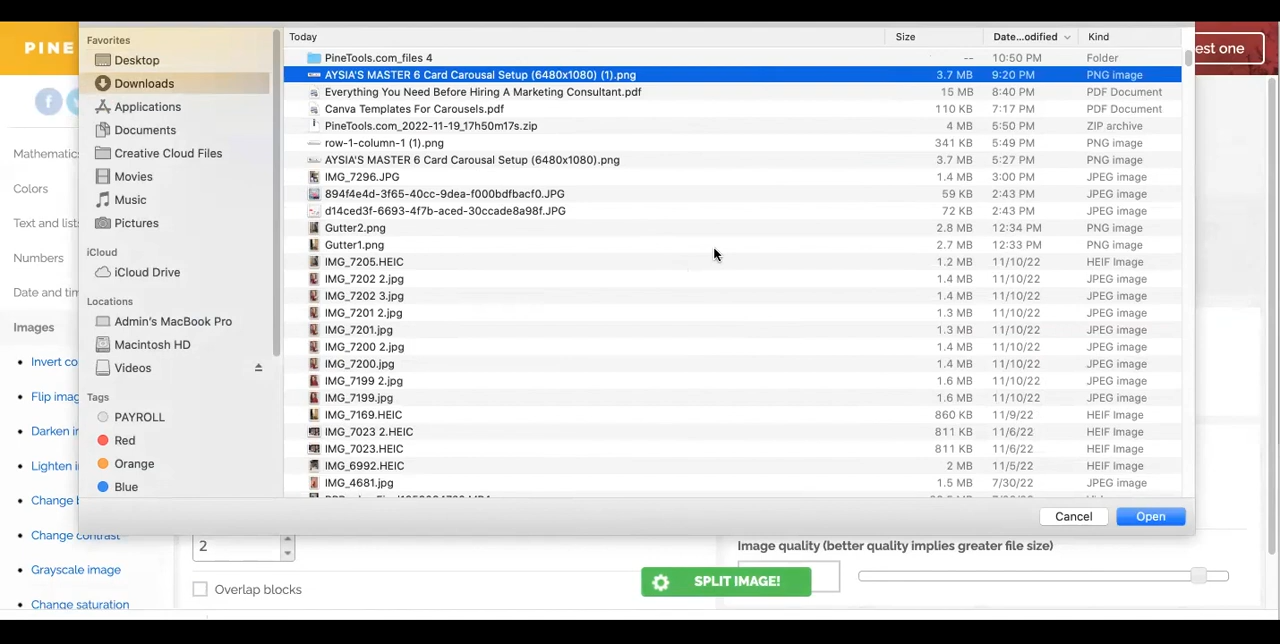 PINE
est one
Favorites
Desktop
Downloads
Applications
Documents
Creative Cloud Files
Movies
Music
Pictures
iCloud
iCloud Drive
Locations
Admin's MacBook Pro
Macintosh HD
Videos
Tags
PAYROLL
Red
Orange
Blue
Today Size Date...odified Kind
PineTools.com_files 4 -- 10:50 PM Folder
AYSIA'S MASTER 6 Card Carousal Setup (6480x1080) (1).png 3.7 MB 9:20 PM PNG image
Everything You Need Before Hiring A Marketing Consultant.pdf 15 MB 8:40 PM PDF Document
Canva Templates For Carousels.pdf 110 KB 7:17 PM PDF Document
PineTools.com_2022-11-19_17h50m17s.zip 4 MB 5:50 PM ZIP archive
row-1-column-1 (1).png 341 KB 5:49 PM PNG image
AYSIA'S MASTER 6 Card Carousal Setup (6480x1080).png 3.7 MB 5:27 PM PNG image
IMG_7296.JPG 1.4 MB 3:00 PM JPEG image
894f4e4d-3f65-40cc-9dea-f000bdfbacf0.JPG 59 KB 2:43 PM JPEG image
d14ced3f-6693-4f7b-aced-30ccade8a98f.JPG 72 KB 2:43 PM JPEG image
Gutter2.png 2.8 MB 12:34 PM PNG image
Gutter1.png 2.7 MB 12:33 PM PNG image
IMG_7205.HEIC 1.2 MB 11/10/22 HEIF Image
IMG_7202 2.jpg 1.4 MB 11/10/22 JPEG image
IMG_7202 3.jpg 1.4 MB 11/10/22 JPEG image
IMG_7201 2.jpg 1.3 MB 11/10/22 JPEG image
IMG_7201.jpg 1.3 MB 11/10/22 JPEG image
IMG_7200 2.jpg 1.4 MB 11/10/22 JPEG image
IMG_7200.jpg 1.4 MB 11/10/22 JPEG image
IMG_7199 2.jpg 1.6 MB 11/10/22 JPEG image
IMG_7199.jpg 1.6 MB 11/10/22 JPEG image
IMG_7169.HEIC 860 KB 11/9/22 HEIF Image
IMG_7023 2.HEIC 811 KB 11/6/22 HEIF Image
IMG_7023.HEIC 811 KB 11/6/22 HEIF Image
IMG_6992.HEIC 2 MB 11/5/22 HEIF Image
IMG_4681.jpg 1.5 MB 7/30/22 JPEG image
Cancel Open
Mathematics
Colors
Text and lists
Numbers
Date and tim
Images
Invert co
Flip imag
Darken in
Lighten i
Change b
Change contrast
Grayscale image
Change saturation
2
Overlap blocks
Image quality (better quality implies greater file size)
SPLIT IMAGE!